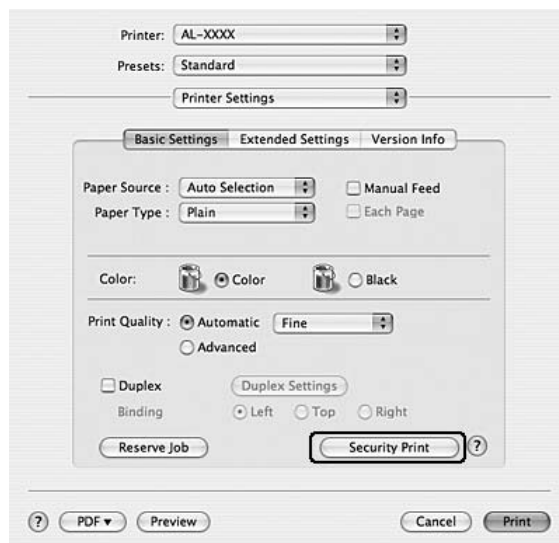 Printer: AL-XXXX
Presets: Standard
Printer Settings
Basic Settings Extended Settings Version Info
Paper Source : Auto Selection Manual Feed
Paper Type : Plain Each Page
Color: Color Black
Print Quality : Automatic Fine
Advanced
Duplex Duplex Settings
Binding Left Top Right
Reserve Job Security Print ?
? PDF ▼ Preview Cancel Print